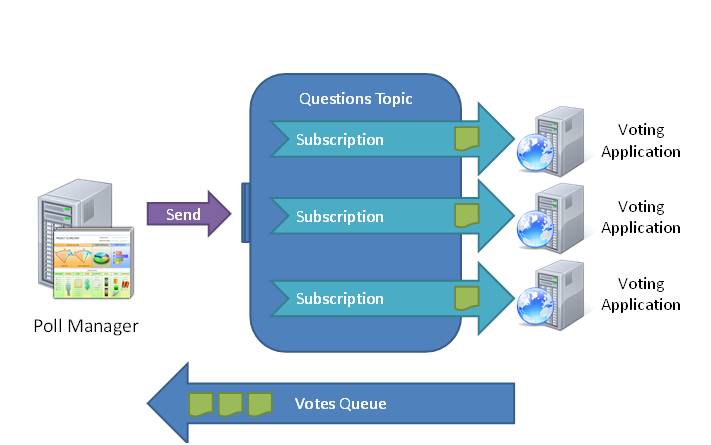 Questions Topic
Subscription
Voting
Application
Send
Subscription
Voting
Application
Subscription
Voting
Application
Poll Manager
Votes Queue